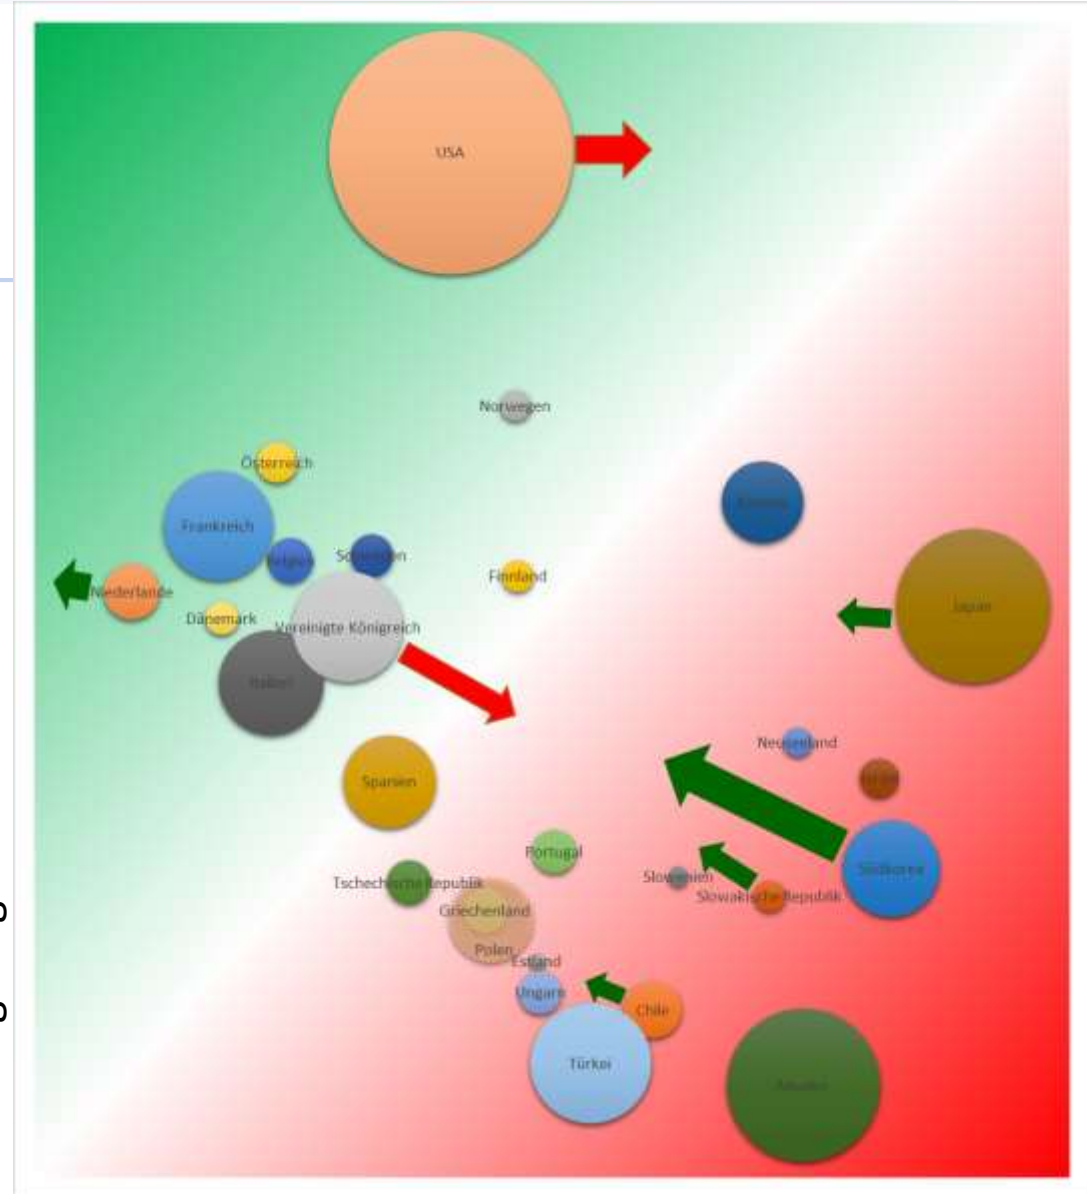 USA
Norwegen
Österreich
Frankreich
Belgien
Schweden
Finnland
Niederlande
Japan
Dänemark
Vereinigte Königreich
Italien
Neuseeland
Spanien
Portugal
Südkorea
Slowenien
Tschechische Republik
Slowakische Republik
Griechenland
Polen
Estland
Ungarn
Chile
Türkei